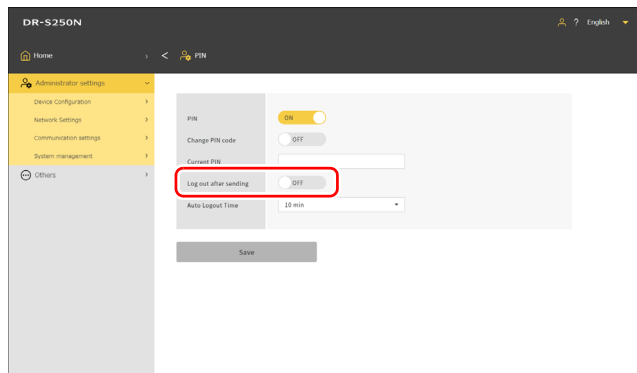 DR-S250N
? English
Home
PIN
Administrator settings
Device Configuration
Network Settings
Communication settings
System management
Others
PIN
ON
Change PIN code
OFF
Current PIN
Log out after sending
OFF
Auto Logout Time
10 min
Save